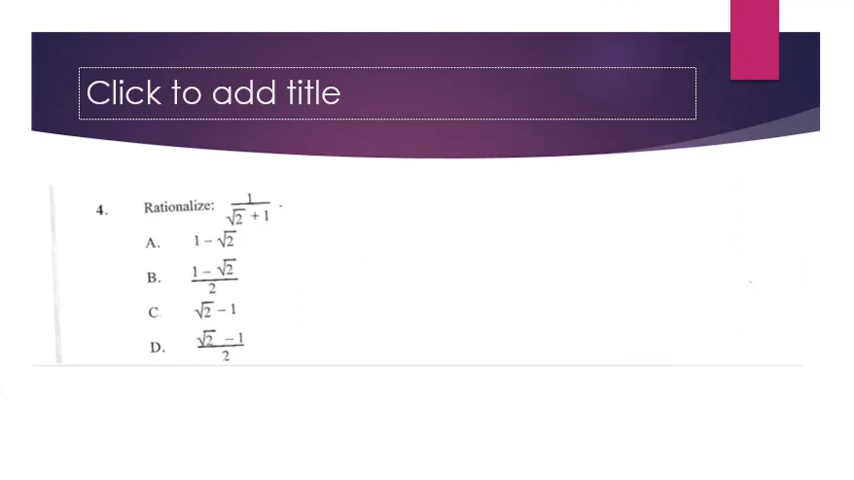 Click to add title
4. Rationalize: 1/(√2 + 1) .
A. 1 − √2
B. (1 − √2)/2
C. √2 − 1
D. (√2 − 1)/2